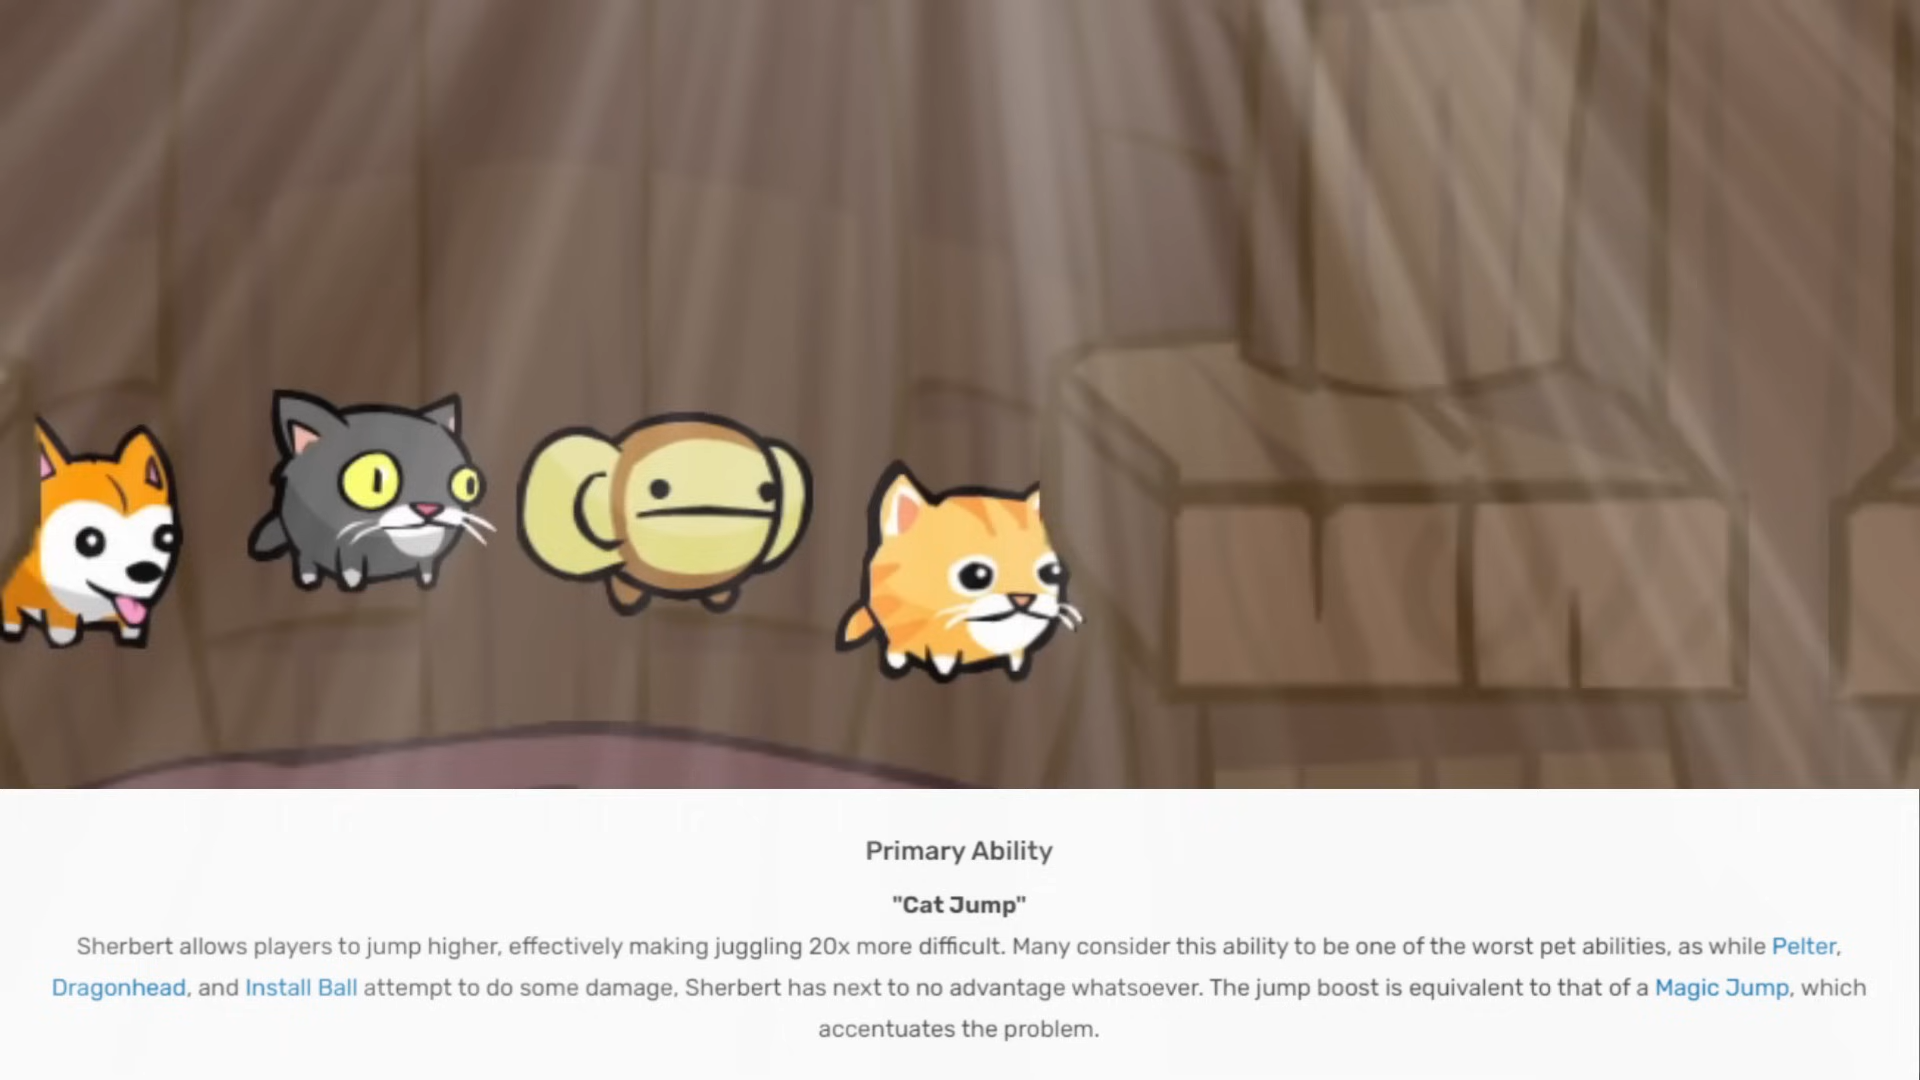 Primary Ability
"Cat Jump"
Sherbert allows players to jump higher, effectively making juggling 20x more difficult. Many consider this ability to be one of the worst pet abilities, as while Pelter,
Dragonhead, and Install Ball attempt to do some damage, Sherbert has next to no advantage whatsoever. The jump boost is equivalent to that of a Magic Jump, which
accentuates the problem.